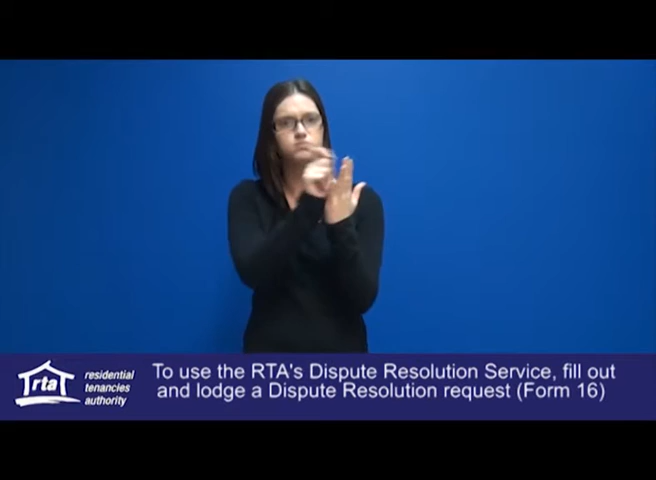 rta
residential
tenancies
authority
To use the RTA's Dispute Resolution Service, fill out
and lodge a Dispute Resolution request (Form 16)